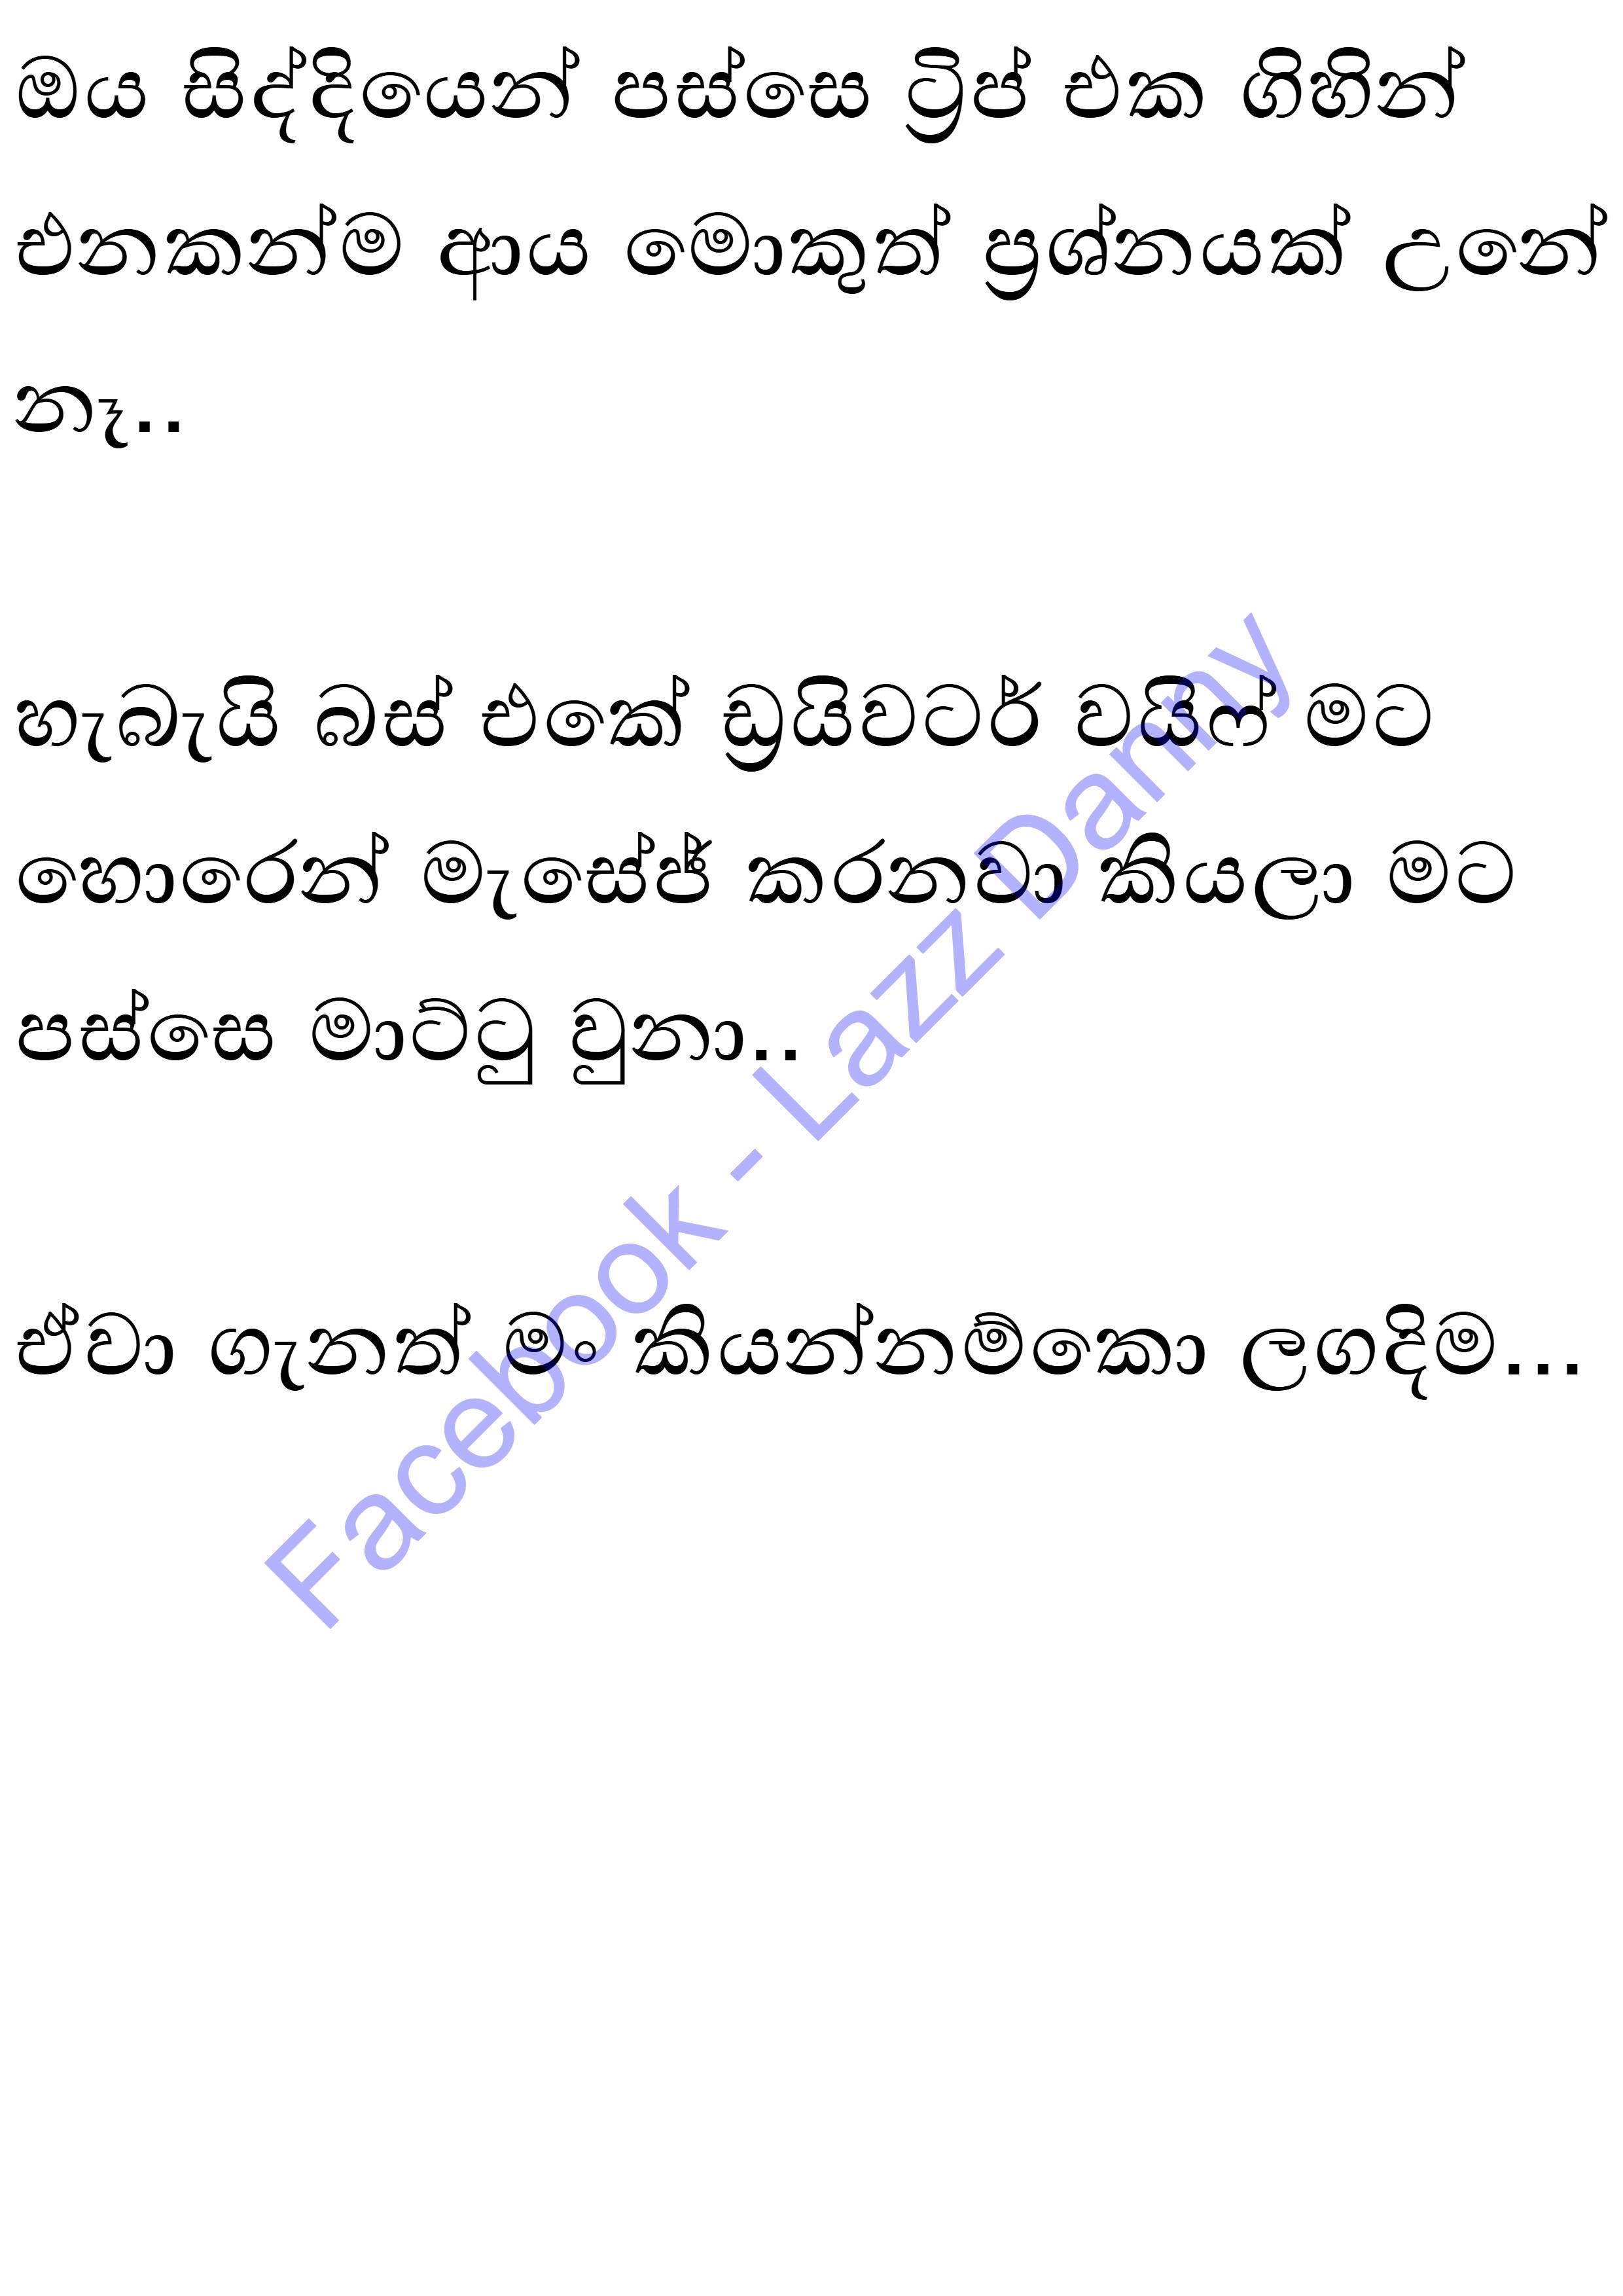 ඔය සිද්දියෙන් පස්සෙ ට්‍රිප් එක ගිහින්
එනකන්ම ආය මොකුත් ප්‍රශ්නයක් උනේ
නෑ..
හැබැයි බස් එකේ ඩ්‍රයිවටර් වයිෆ් මට
හොරෙන් මැසේජ් කරනවා කියලා මට
පස්සෙ මාට්ටු වුනා..
ඒවා ගැනත් මං කියන්නම්කො ලගදිම...
Facebook - Lazz Danny